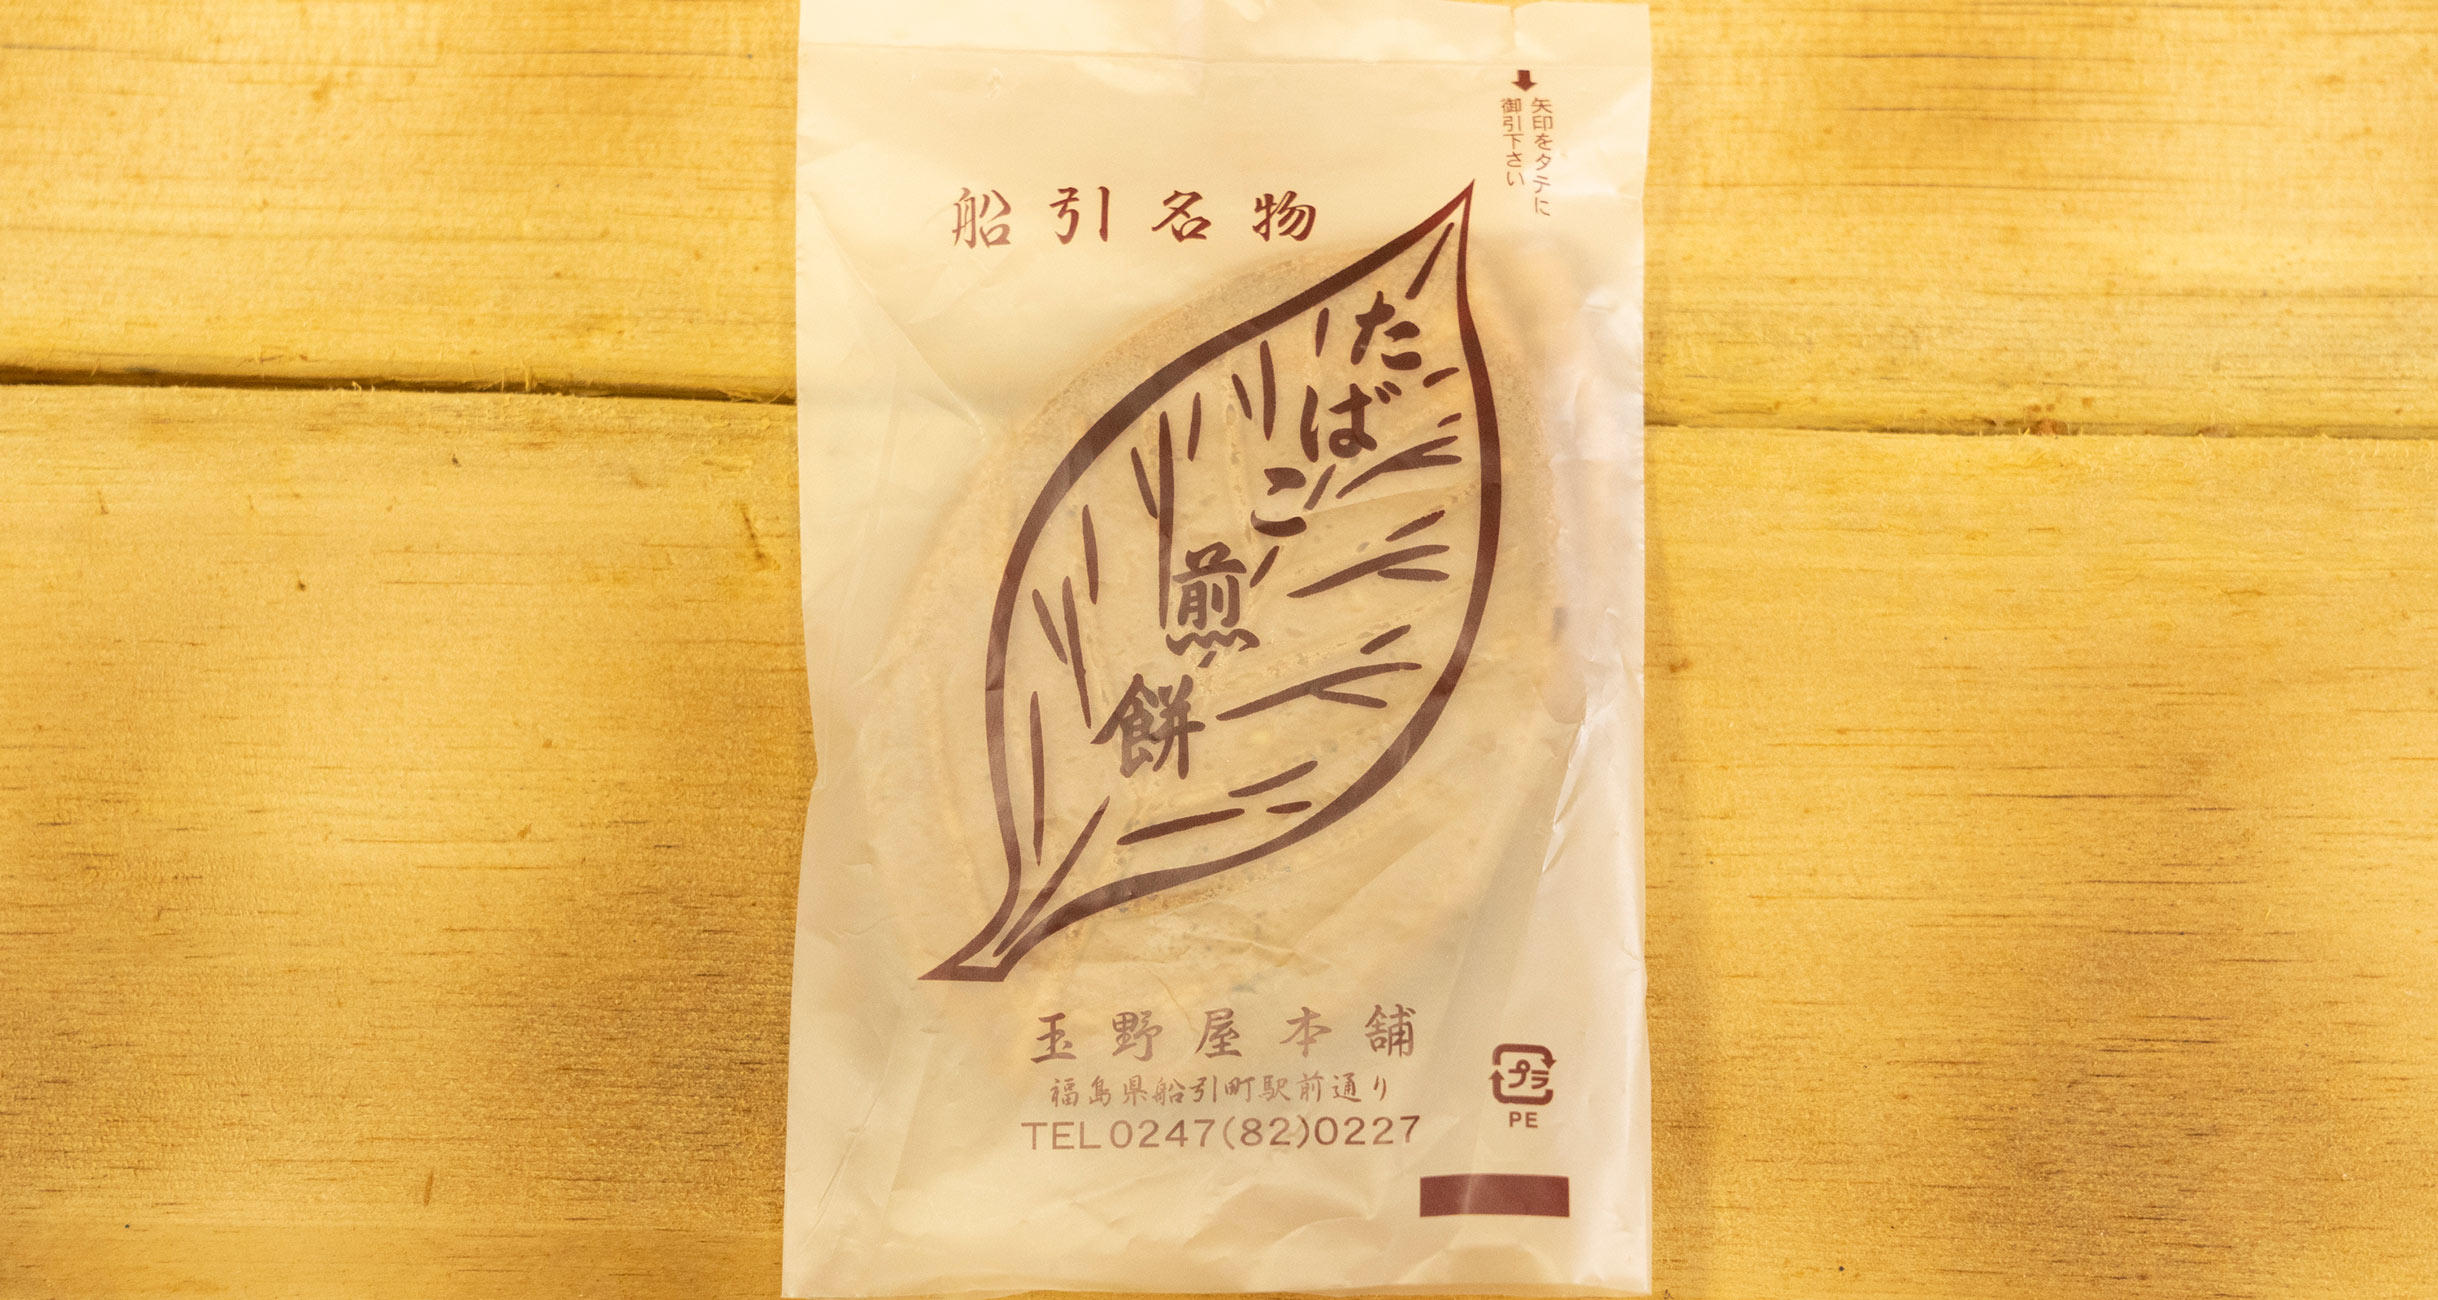 矢印をタテに
御引下さい
船引名物
たばこ煎餅
玉野屋本舗
福島県船引町駅前通り
TEL0247(82)0227
プラ
PE